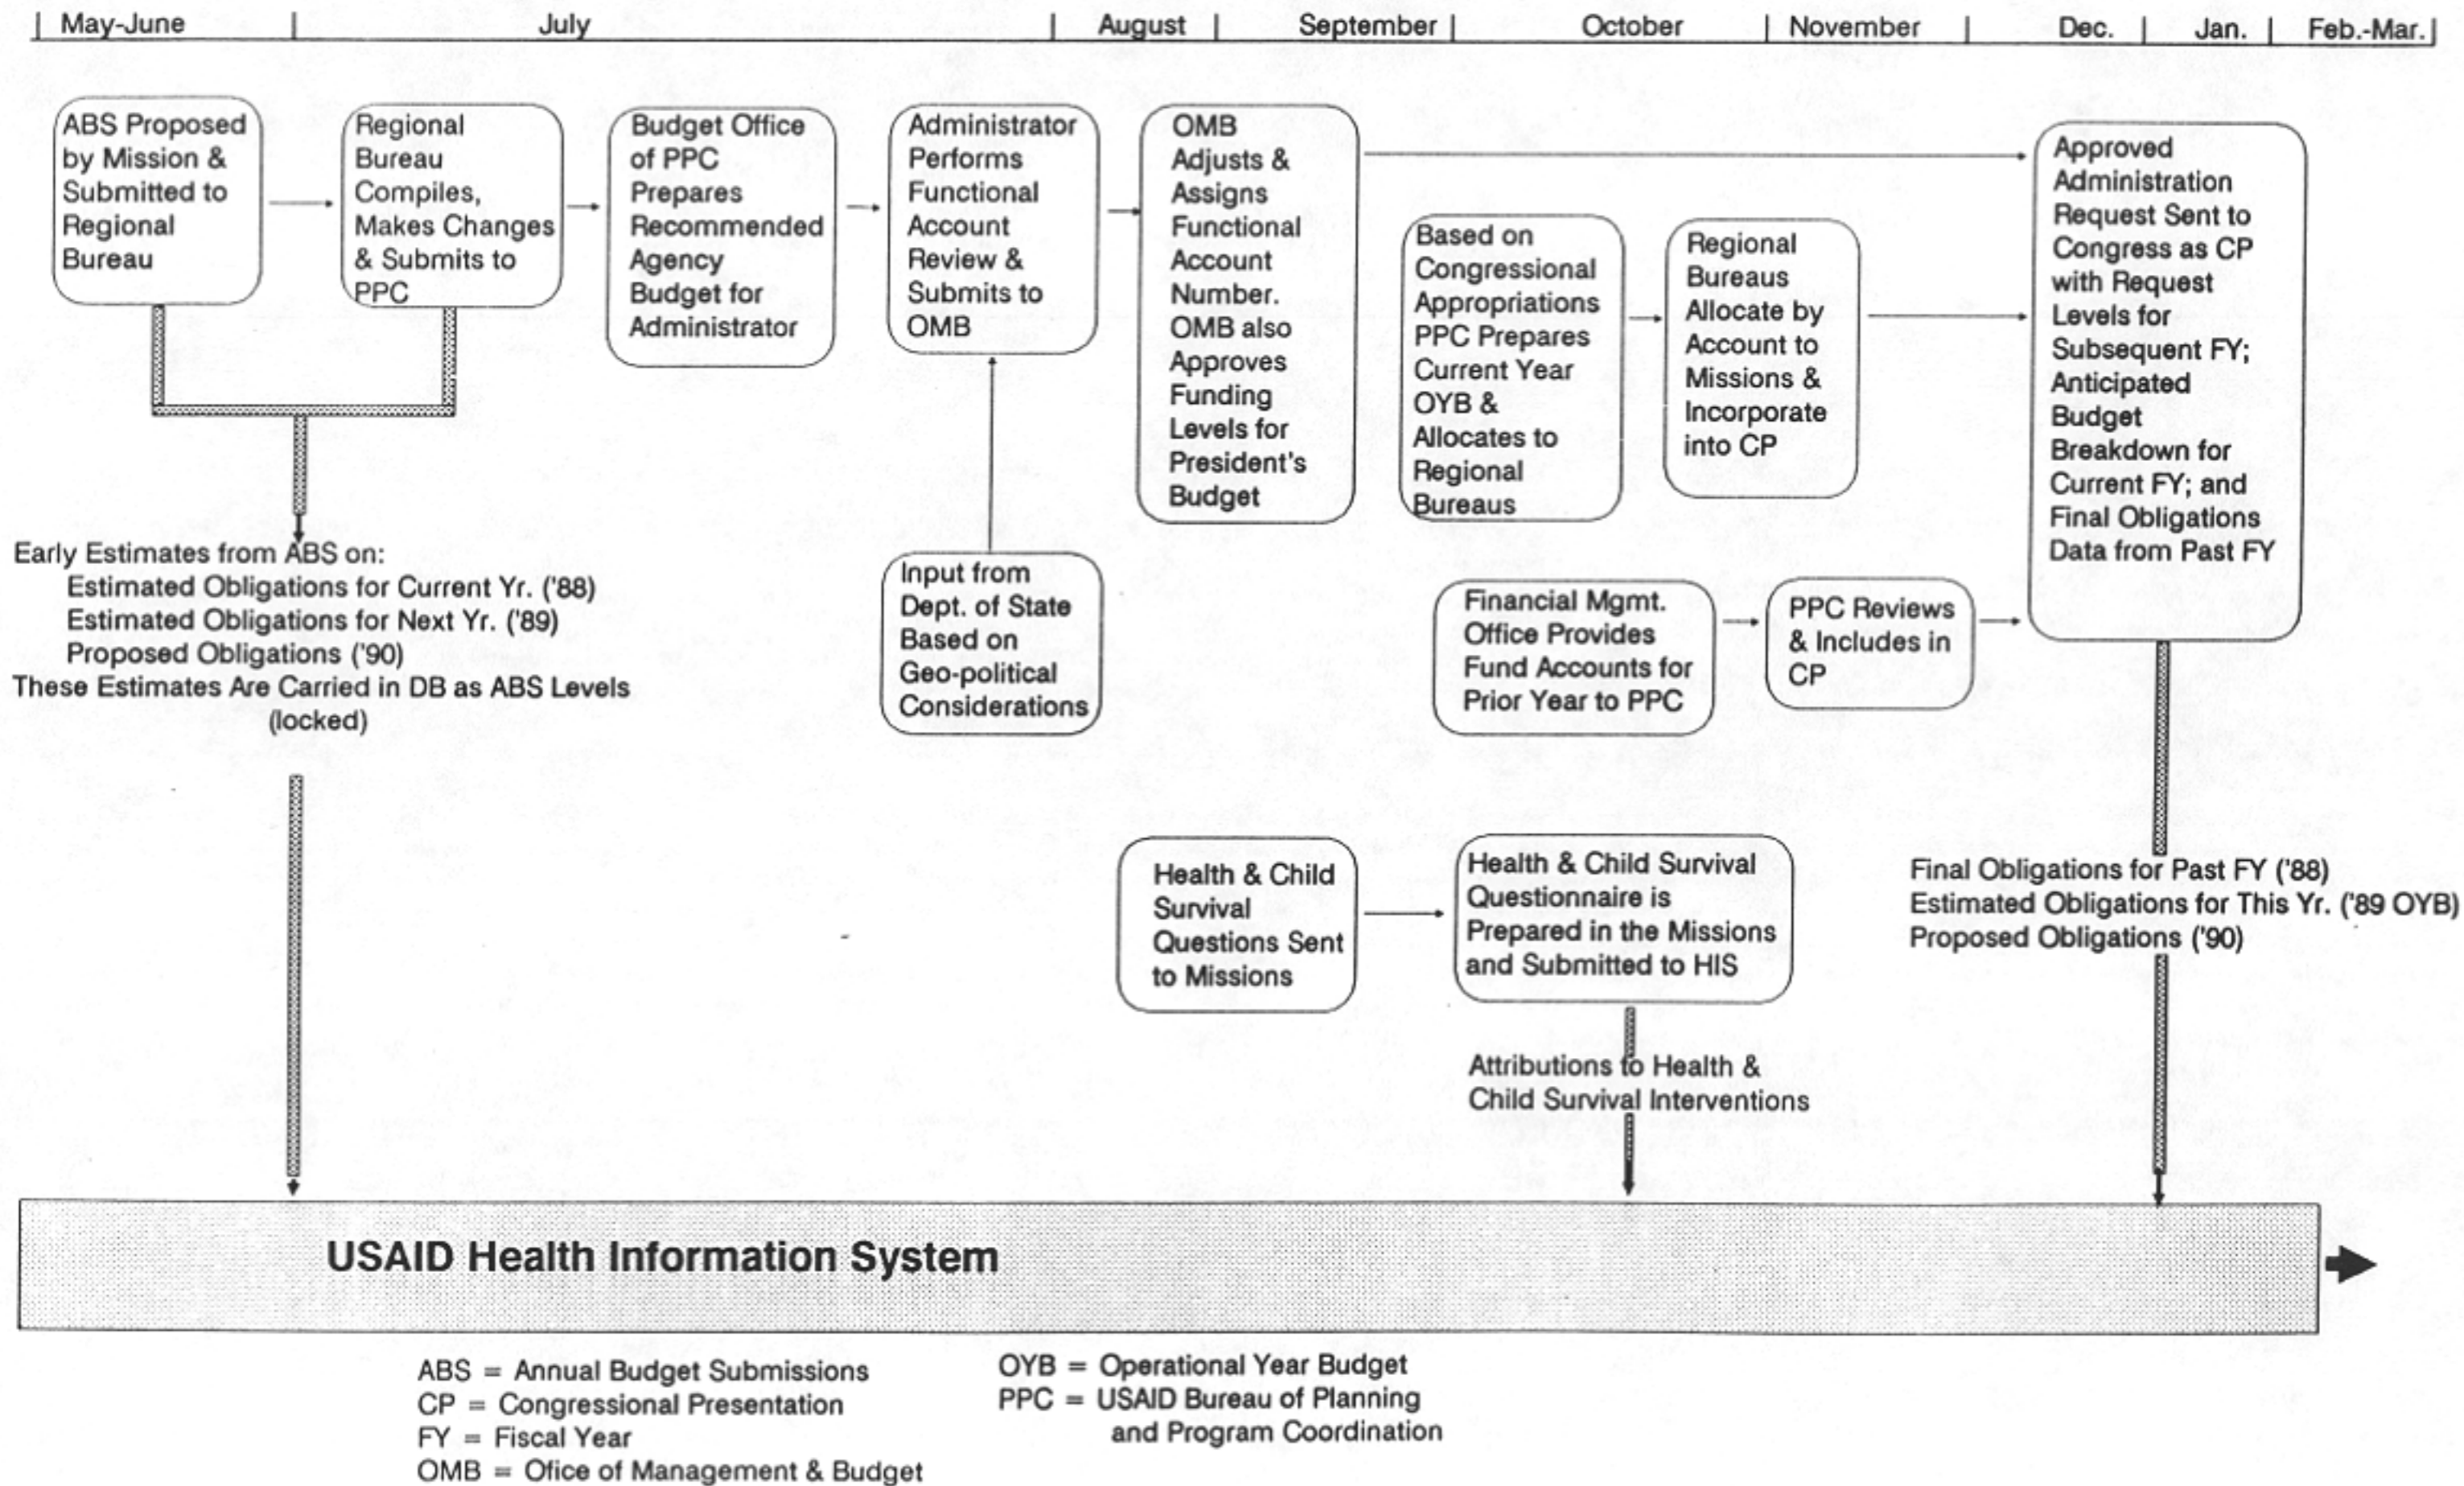 May-June
July
August
September
October
November
Dec.
Jan.
Feb.-Mar.
ABS Proposed
by Mission &
Submitted to
Regional
Bureau
Regional
Bureau
Compiles,
Makes Changes
& Submits to
PPC
Budget Office
of PPC
Prepares
Recommended
Agency
Budget for
Administrator
Administrator
Performs
Functional
Account
Review &
Submits to
OMB
OMB
Adjusts &
Assigns
Functional
Account
Number.
OMB also
Approves
Funding
Levels for
President's
Budget
Based on
Congressional
Appropriations
PPC Prepares
Current Year
OYB &
Allocates to
Regional
Bureaus
Regional
Bureaus
Allocate by
Account to
Missions &
Incorporate
into CP
Approved
Administration
Request Sent to
Congress as CP
with Request
Levels for
Subsequent FY;
Anticipated
Budget
Breakdown for
Current FY; and
Final Obligations
Data from Past FY
Early Estimates from ABS on:
Estimated Obligations for Current Yr. ('88)
Estimated Obligations for Next Yr. ('89)
Proposed Obligations ('90)
These Estimates Are Carried in DB as ABS Levels
(locked)
Input from
Dept. of State
Based on
Geo-political
Considerations
Financial Mgmt.
Office Provides
Fund Accounts for
Prior Year to PPC
PPC Reviews
& Includes in
CP
Health & Child
Survival
Questions Sent
to Missions
Health & Child Survival
Questionnaire is
Prepared in the Missions
and Submitted to HIS
Attributions to Health &
Child Survival Interventions
Final Obligations for Past FY ('88)
Estimated Obligations for This Yr. ('89 OYB)
Proposed Obligations ('90)
USAID Health Information System
ABS = Annual Budget Submissions
CP = Congressional Presentation
FY = Fiscal Year
OMB = Ofice of Management & Budget
OYB = Operational Year Budget
PPC = USAID Bureau of Planning
and Program Coordination